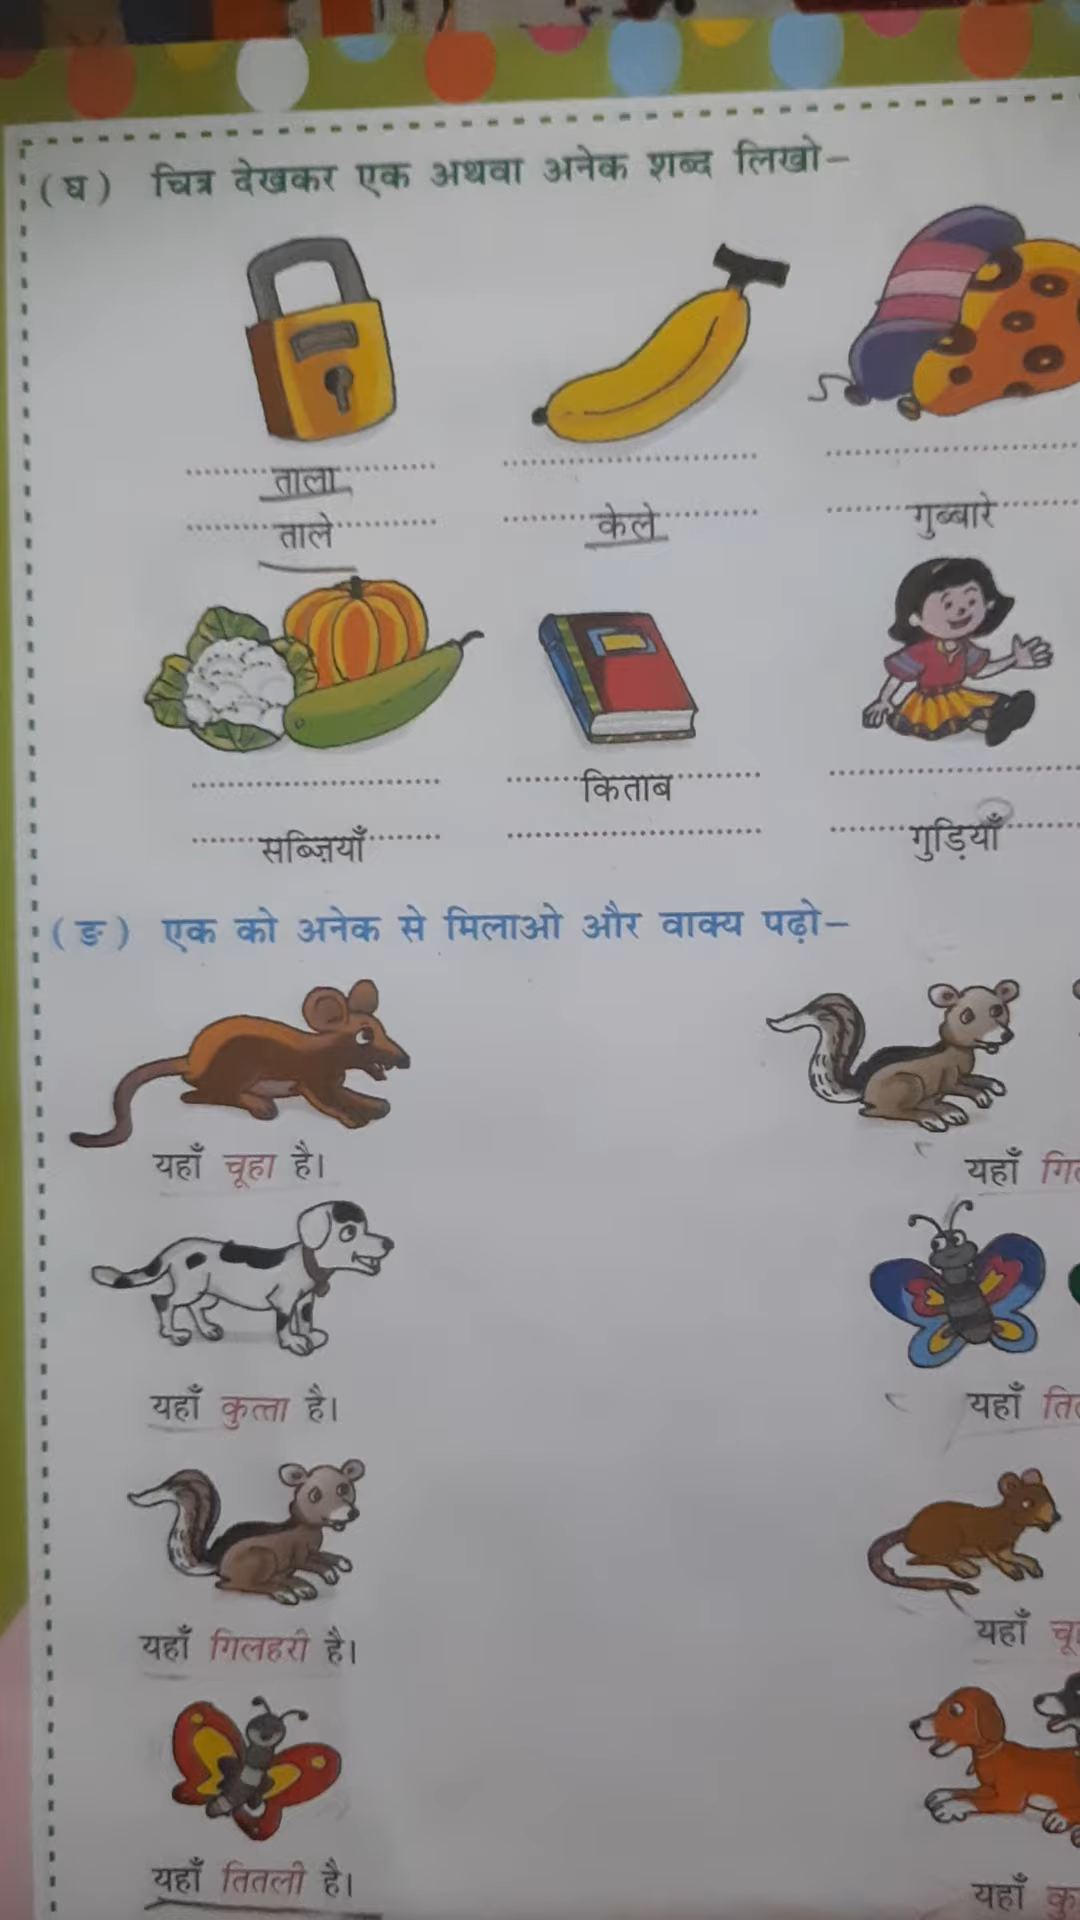 (घ) चित्र देखकर एक अथवा अनेक शब्द लिखो–
ताला
ताले केले गुब्बारे
किताब
सब्ज़ियाँ गुड़ियाँ
(ङ) एक को अनेक से मिलाओ और वाक्य पढ़ो–
यहाँ चूहा है। यहाँ
यहाँ कुत्ता है। यहाँ
यहाँ गिलहरी है। यहाँ
यहाँ तितली है। यहाँ